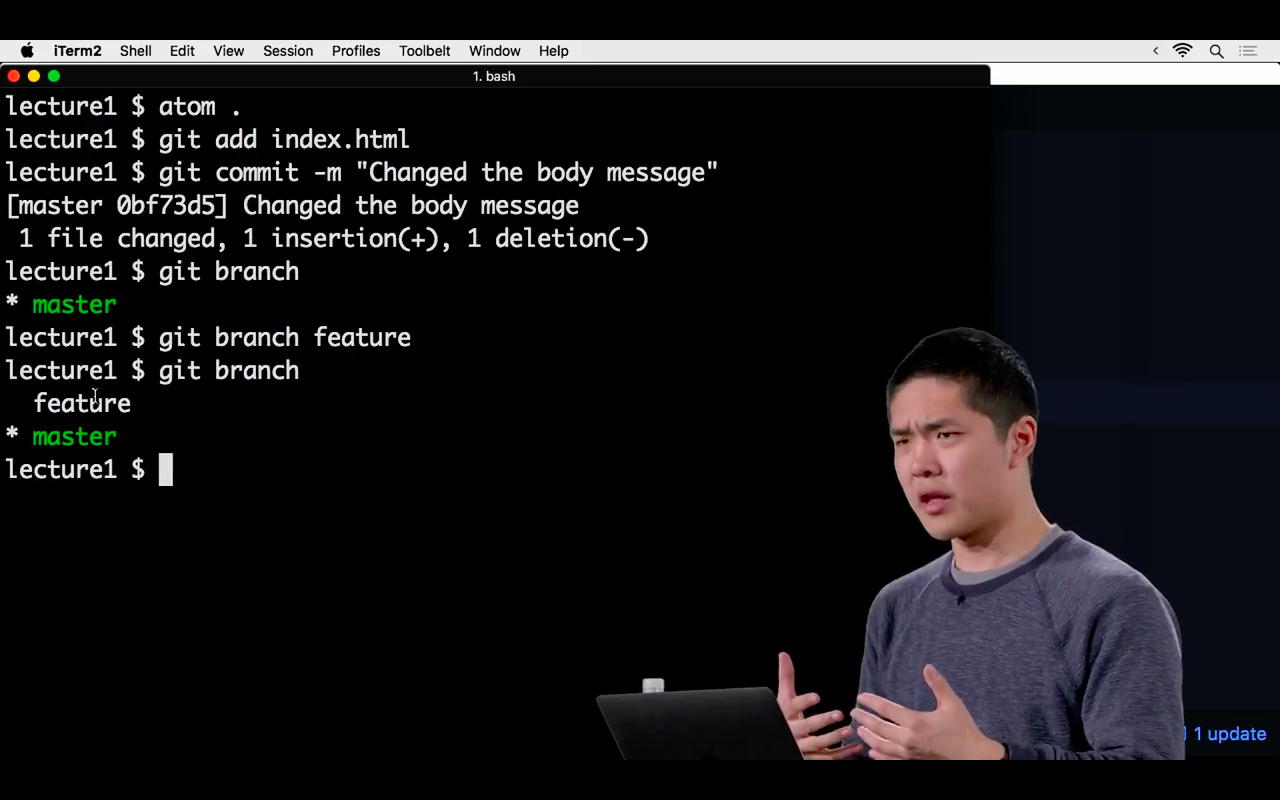 iTerm2 Shell Edit View Session Profiles Toolbelt Window Help
1. bash
lecture1 $ atom .
lecture1 $ git add index.html
lecture1 $ git commit -m "Changed the body message"
[master 0bf73d5] Changed the body message
 1 file changed, 1 insertion(+), 1 deletion(-)
lecture1 $ git branch
* master
lecture1 $ git branch feature
lecture1 $ git branch
  feature
* master
lecture1 $
1 update